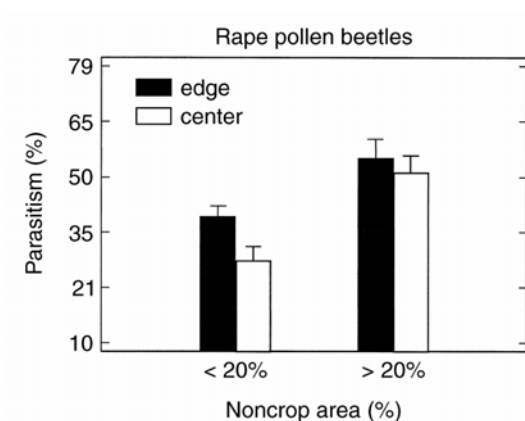 Rape pollen beetles
79
65
50
35
21
10
Parasitism (%)
edge
center
< 20%
> 20%
Noncrop area (%)